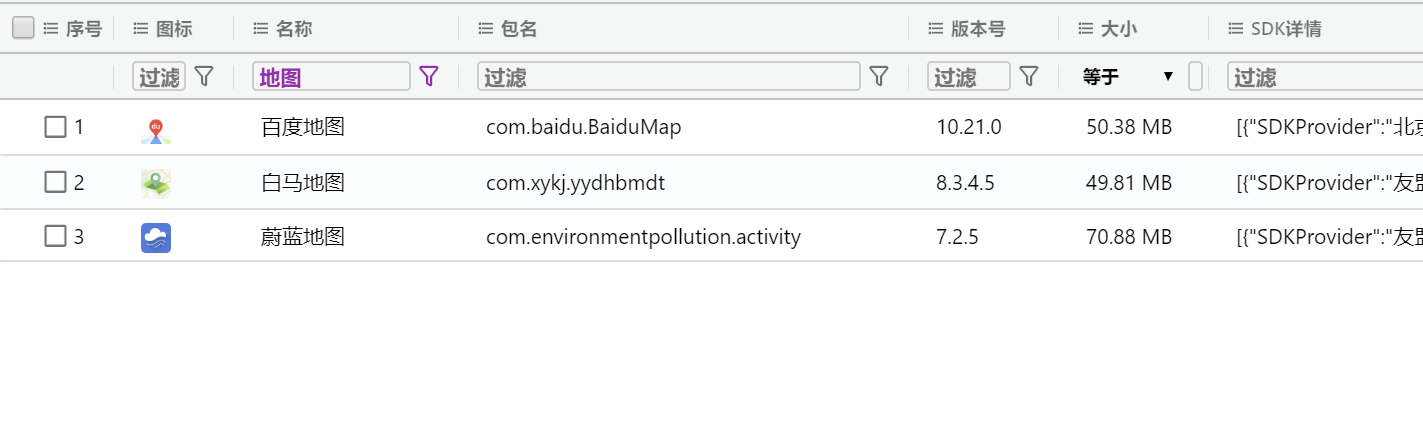 序号 图标 名称 包名 版本号 大小 SDK详情
过滤 地图 过滤 过滤 等于 过滤
1 du 百度地图 com.baidu.BaiduMap 10.21.0 50.38 MB [{"SDKProvider":"北京
2 白马地图 com.xykj.yydhbmdt 8.3.4.5 49.81 MB [{"SDKProvider":"友盟
3 蔚蓝地图 com.environmentpollution.activity 7.2.5 70.88 MB [{"SDKProvider":"友盟